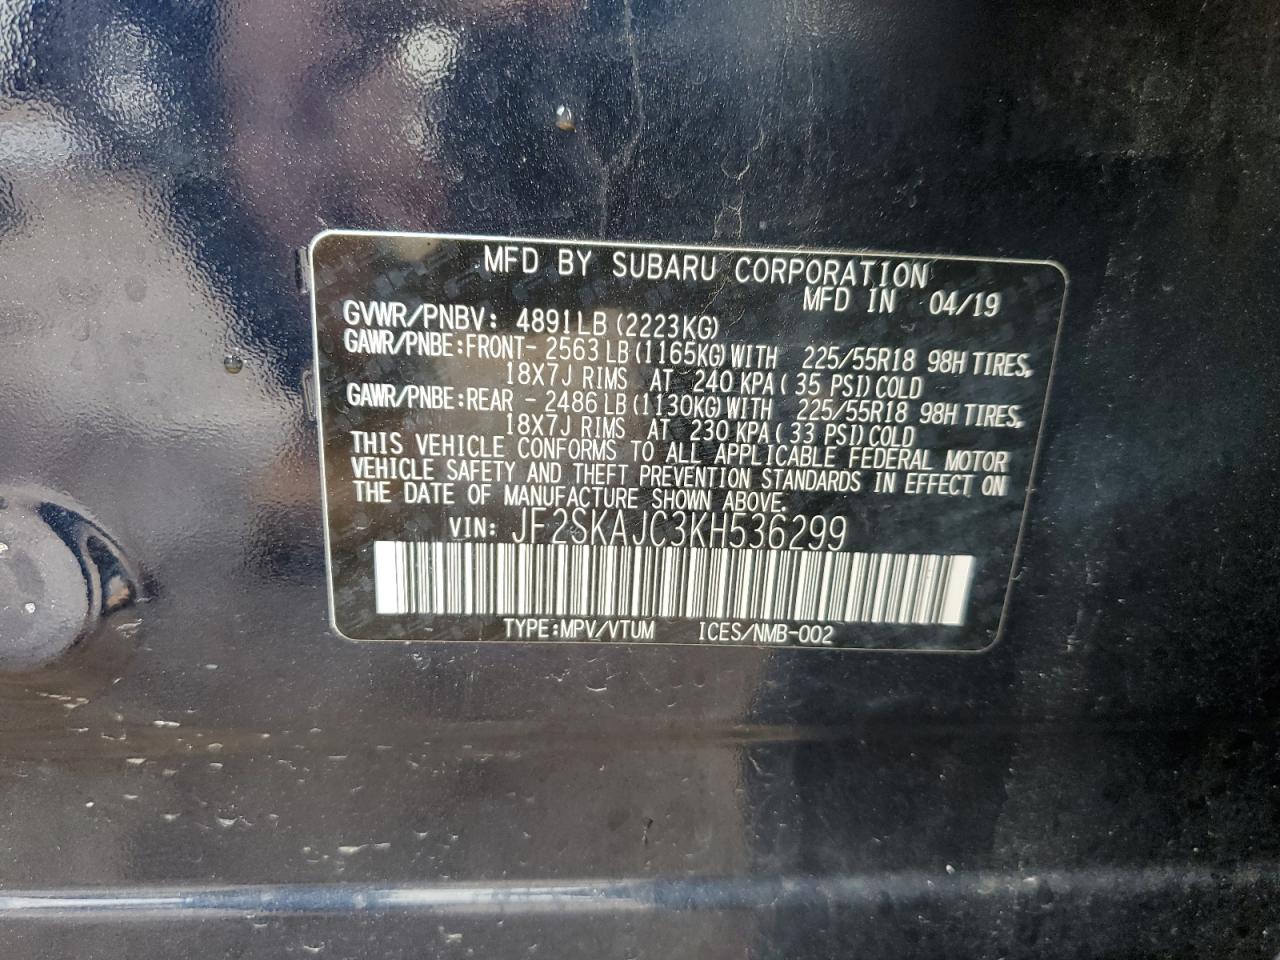 MFD BY SUBARU CORPORATION
MFD IN 04/19
GVWR/PNBV: 4891LB (2223KG)
GAWR/PNBE:FRONT- 2563 LB (1165KG) WITH 225/55R18 98H TIRES,
18X7J RIMS AT 240 KPA ( 35 PSI) COLD
GAWR/PNBE:REAR - 2486 LB (1130KG) WITH 225/55R18 98H TIRES,
18X7J RIMS AT 230 KPA ( 33 PSI) COLD
THIS VEHICLE CONFORMS TO ALL APPLICABLE FEDERAL MOTOR
VEHICLE SAFETY AND THEFT PREVENTION STANDARDS IN EFFECT ON
THE DATE OF MANUFACTURE SHOWN ABOVE.
VIN: JF2SKAJC3KH536299
TYPE:MPV/VTUM ICES/NMB-002